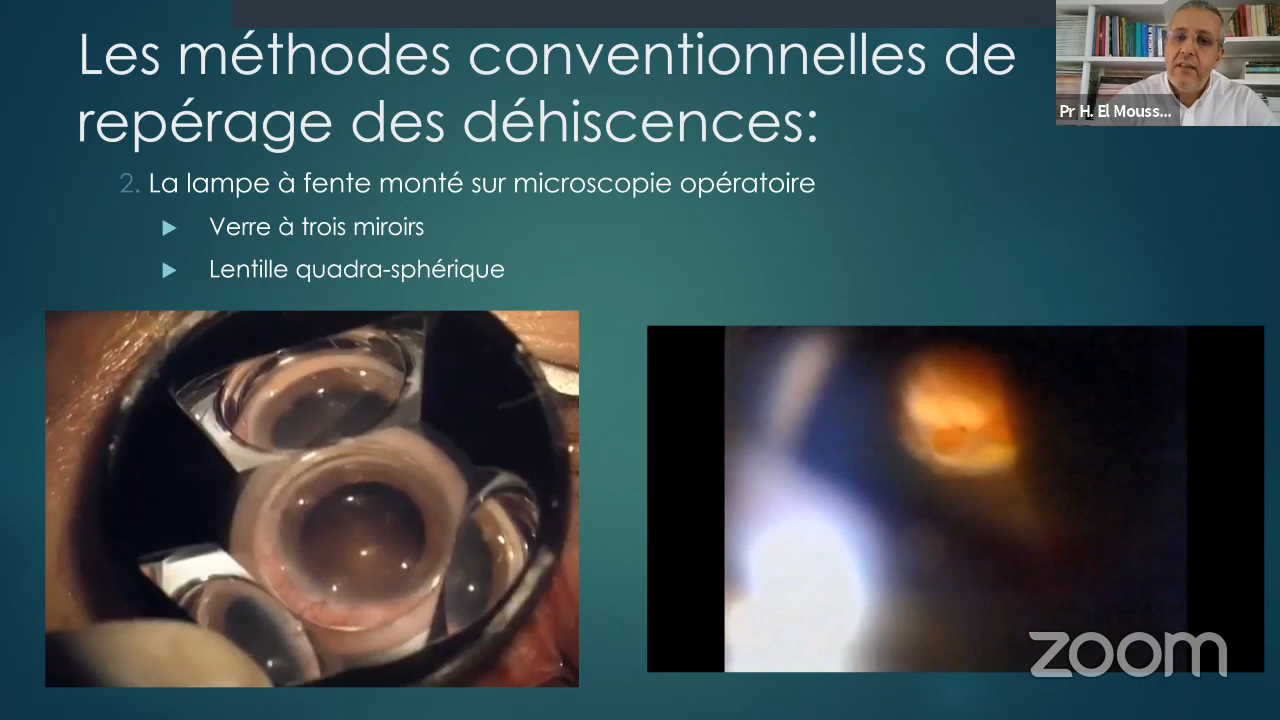 Les méthodes conventionnelles de
repérage des déhiscences:
Pr H. El Mouss...
2. La lampe à fente monté sur microscopie opératoire
Verre à trois miroirs
Lentille quadra-sphérique
zoom